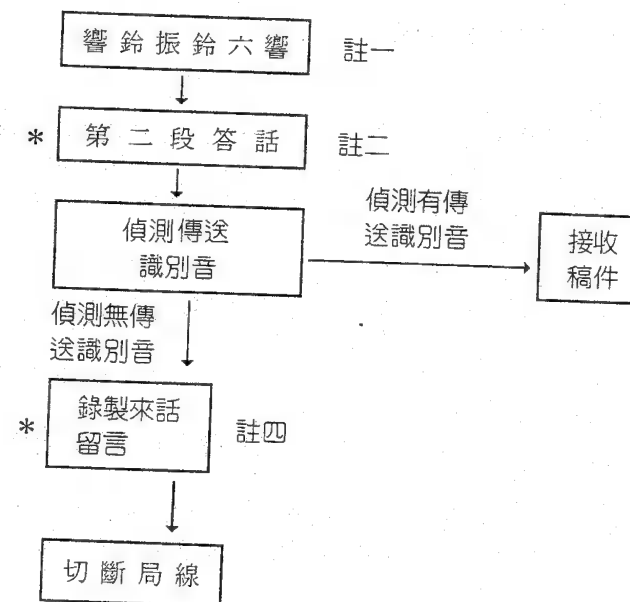 響鈴振鈴六響 註一
* 第二段答話 註二
偵測傳送
識別音
偵測有傳
送識別音
接收
稿件
偵測無傳
送識別音
* 錄製來話
留言
註四
切斷局線